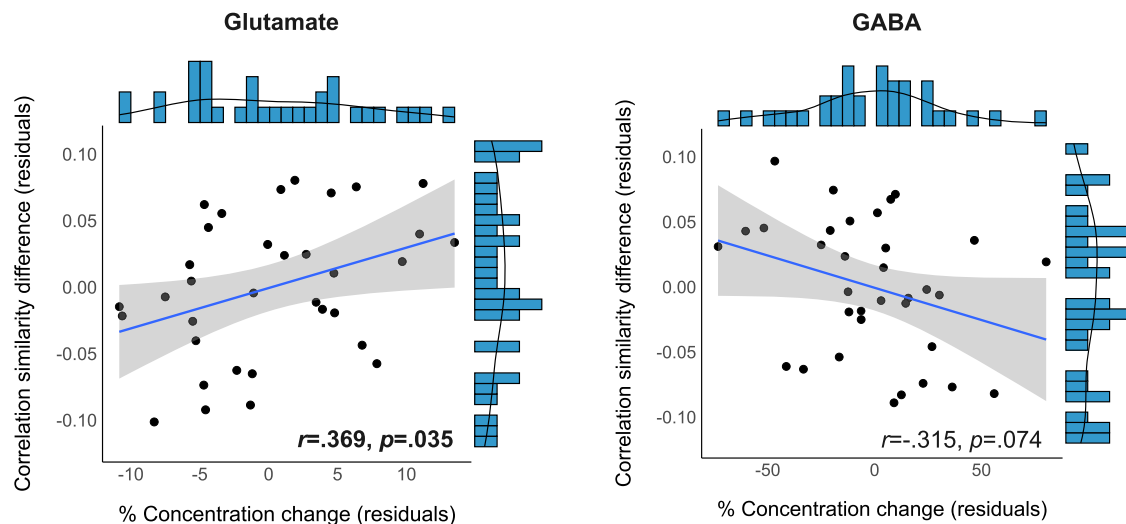 Glutamate
Correlation similarity difference (residuals)
0.10
0.05
0.00
-0.05
-0.10
r=.369, p=.035
-10
-5
0
5
10
% Concentration change (residuals)
GABA
Correlation similarity difference (residuals)
0.10
0.05
0.00
-0.05
-0.10
r=-.315, p=.074
-50
0
50
% Concentration change (residuals)